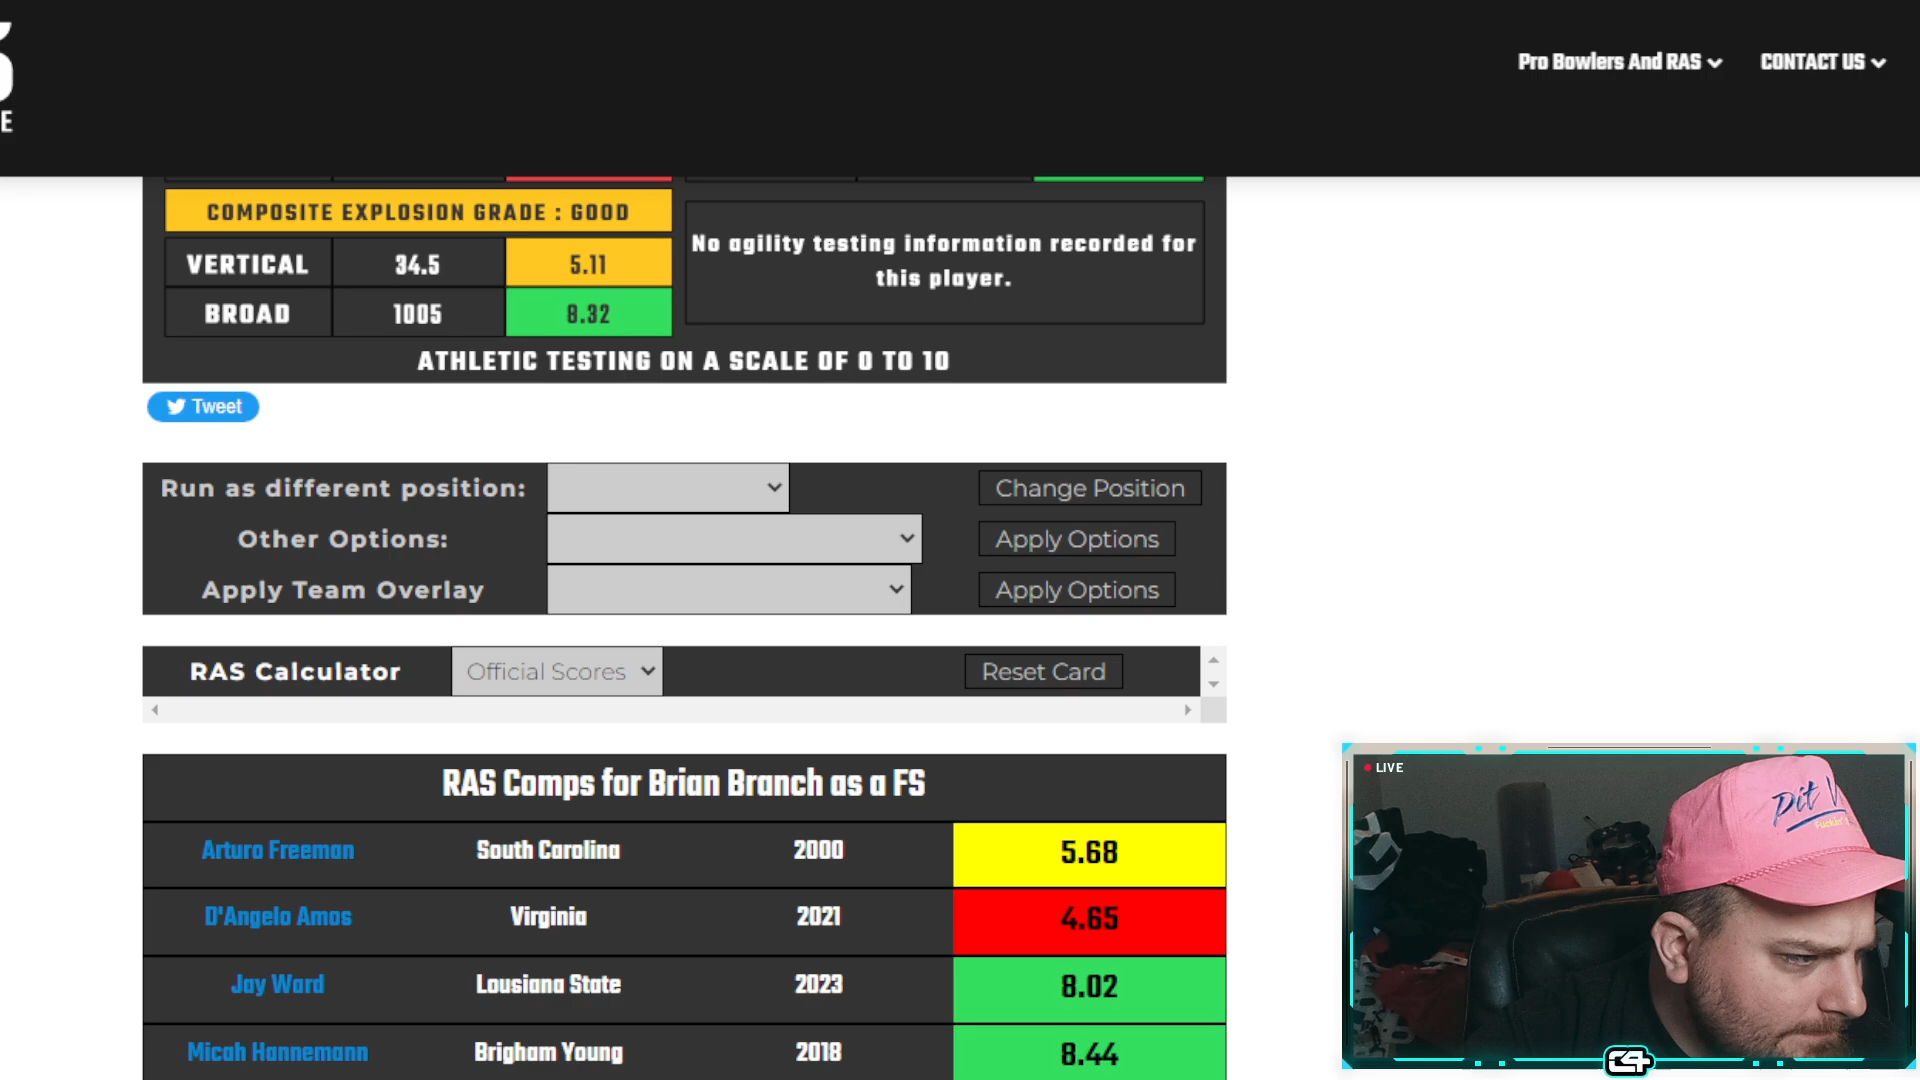 E
Pro Bowlers And RAS
CONTACT US
COMPOSITE EXPLOSION GRADE : GOOD
VERTICAL 34.5 5.11
BROAD 1005 8.32
No agility testing information recorded for
this player.
ATHLETIC TESTING ON A SCALE OF 0 TO 10
Tweet
Run as different position: Change Position
Other Options: Apply Options
Apply Team Overlay Apply Options
RAS Calculator Official Scores Reset Card
RAS Comps for Brian Branch as a FS
Arturo Freeman South Carolina 2000 5.68
D'Angelo Amos Virginia 2021 4.65
Jay Ward Lousiana State 2023 8.02
Micah Hannemann Brigham Young 2018 8.44
LIVE
Pit V